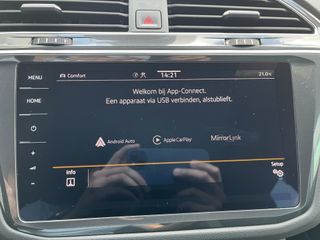 MENU
Comfort
14:21
21.0°C
HOME
Welkom bij App-Connect.
Een apparaat via USB verbinden, alstublieft.
Android Auto
Apple CarPlay
MirrorLink
Info
Setup